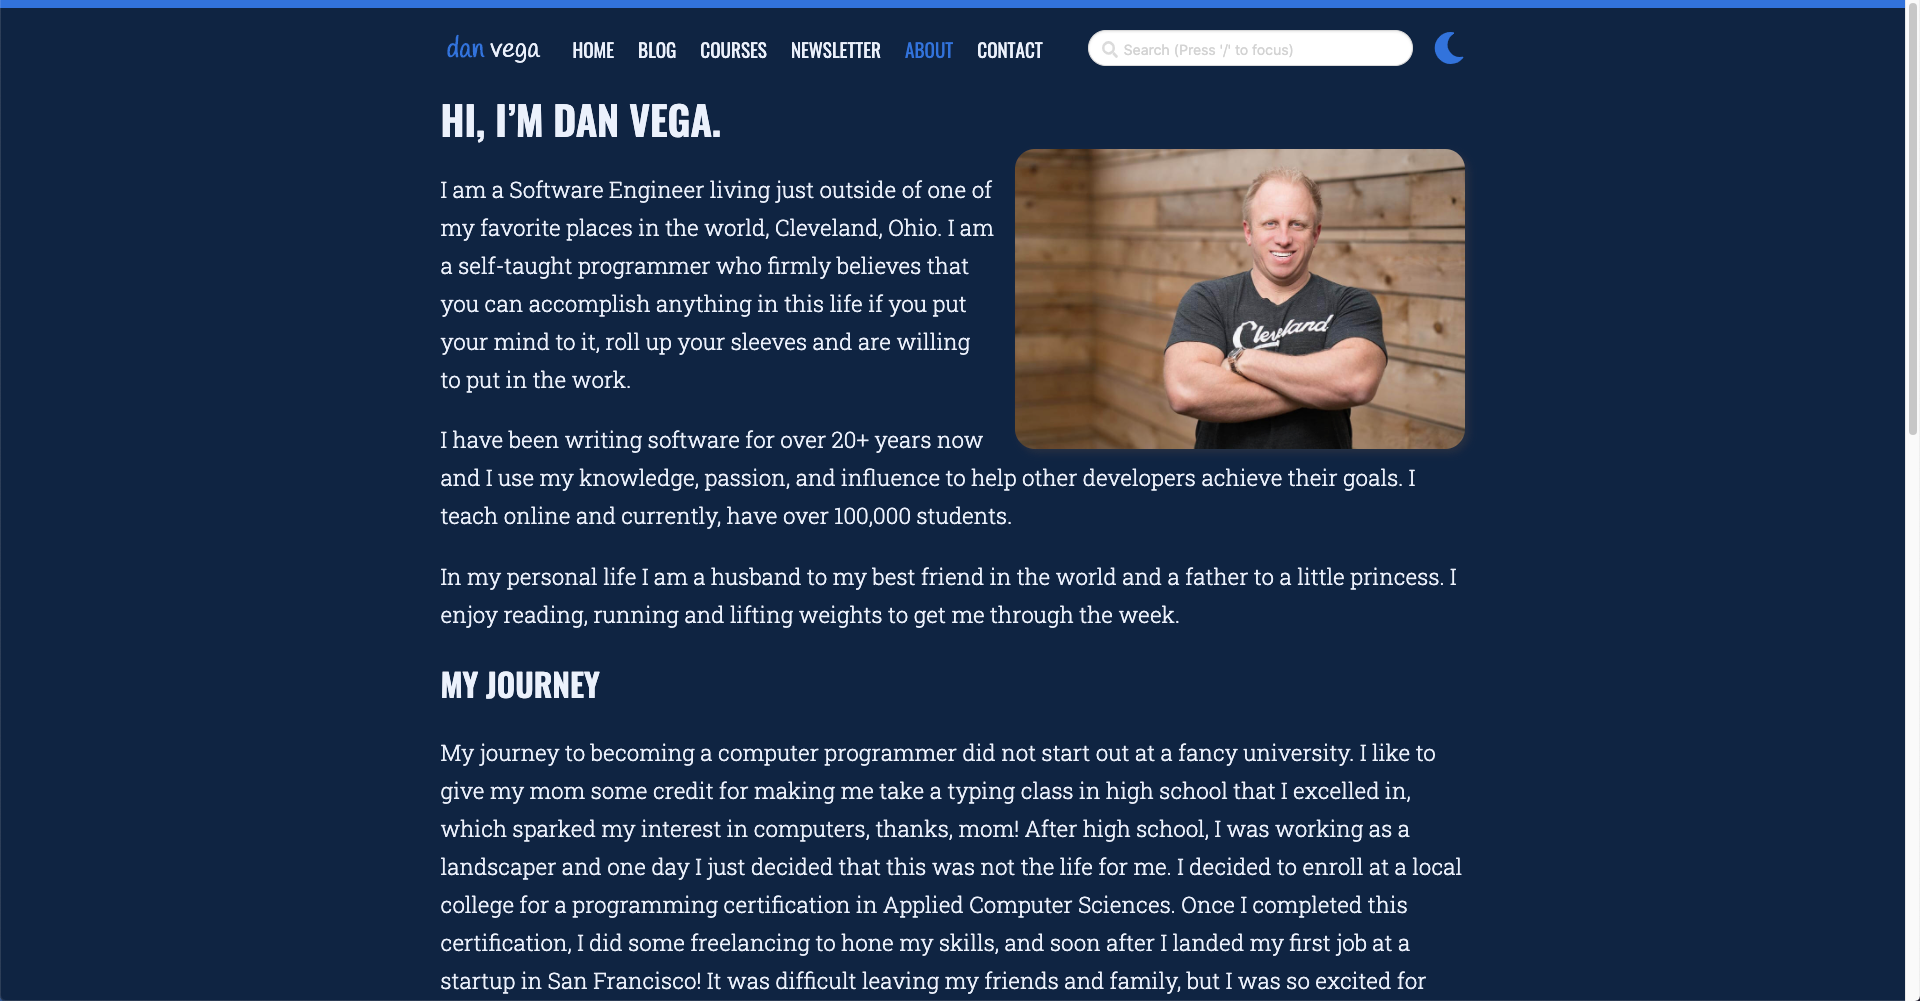 dan vega HOME BLOG COURSES NEWSLETTER ABOUT CONTACT Search (Press '/' to focus)
HI, I’M DAN VEGA.
I am a Software Engineer living just outside of one of
my favorite places in the world, Cleveland, Ohio. I am
a self-taught programmer who firmly believes that
you can accomplish anything in this life if you put
your mind to it, roll up your sleeves and are willing
to put in the work.
Cleveland
I have been writing software for over 20+ years now
and I use my knowledge, passion, and influence to help other developers achieve their goals. I
teach online and currently, have over 100,000 students.
In my personal life I am a husband to my best friend in the world and a father to a little princess. I
enjoy reading, running and lifting weights to get me through the week.
MY JOURNEY
My journey to becoming a computer programmer did not start out at a fancy university. I like to
give my mom some credit for making me take a typing class in high school that I excelled in,
which sparked my interest in computers, thanks, mom! After high school, I was working as a
landscaper and one day I just decided that this was not the life for me. I decided to enroll at a local
college for a programming certification in Applied Computer Sciences. Once I completed this
certification, I did some freelancing to hone my skills, and soon after I landed my first job at a
startup in San Francisco! It was difficult leaving my friends and family, but I was so excited for